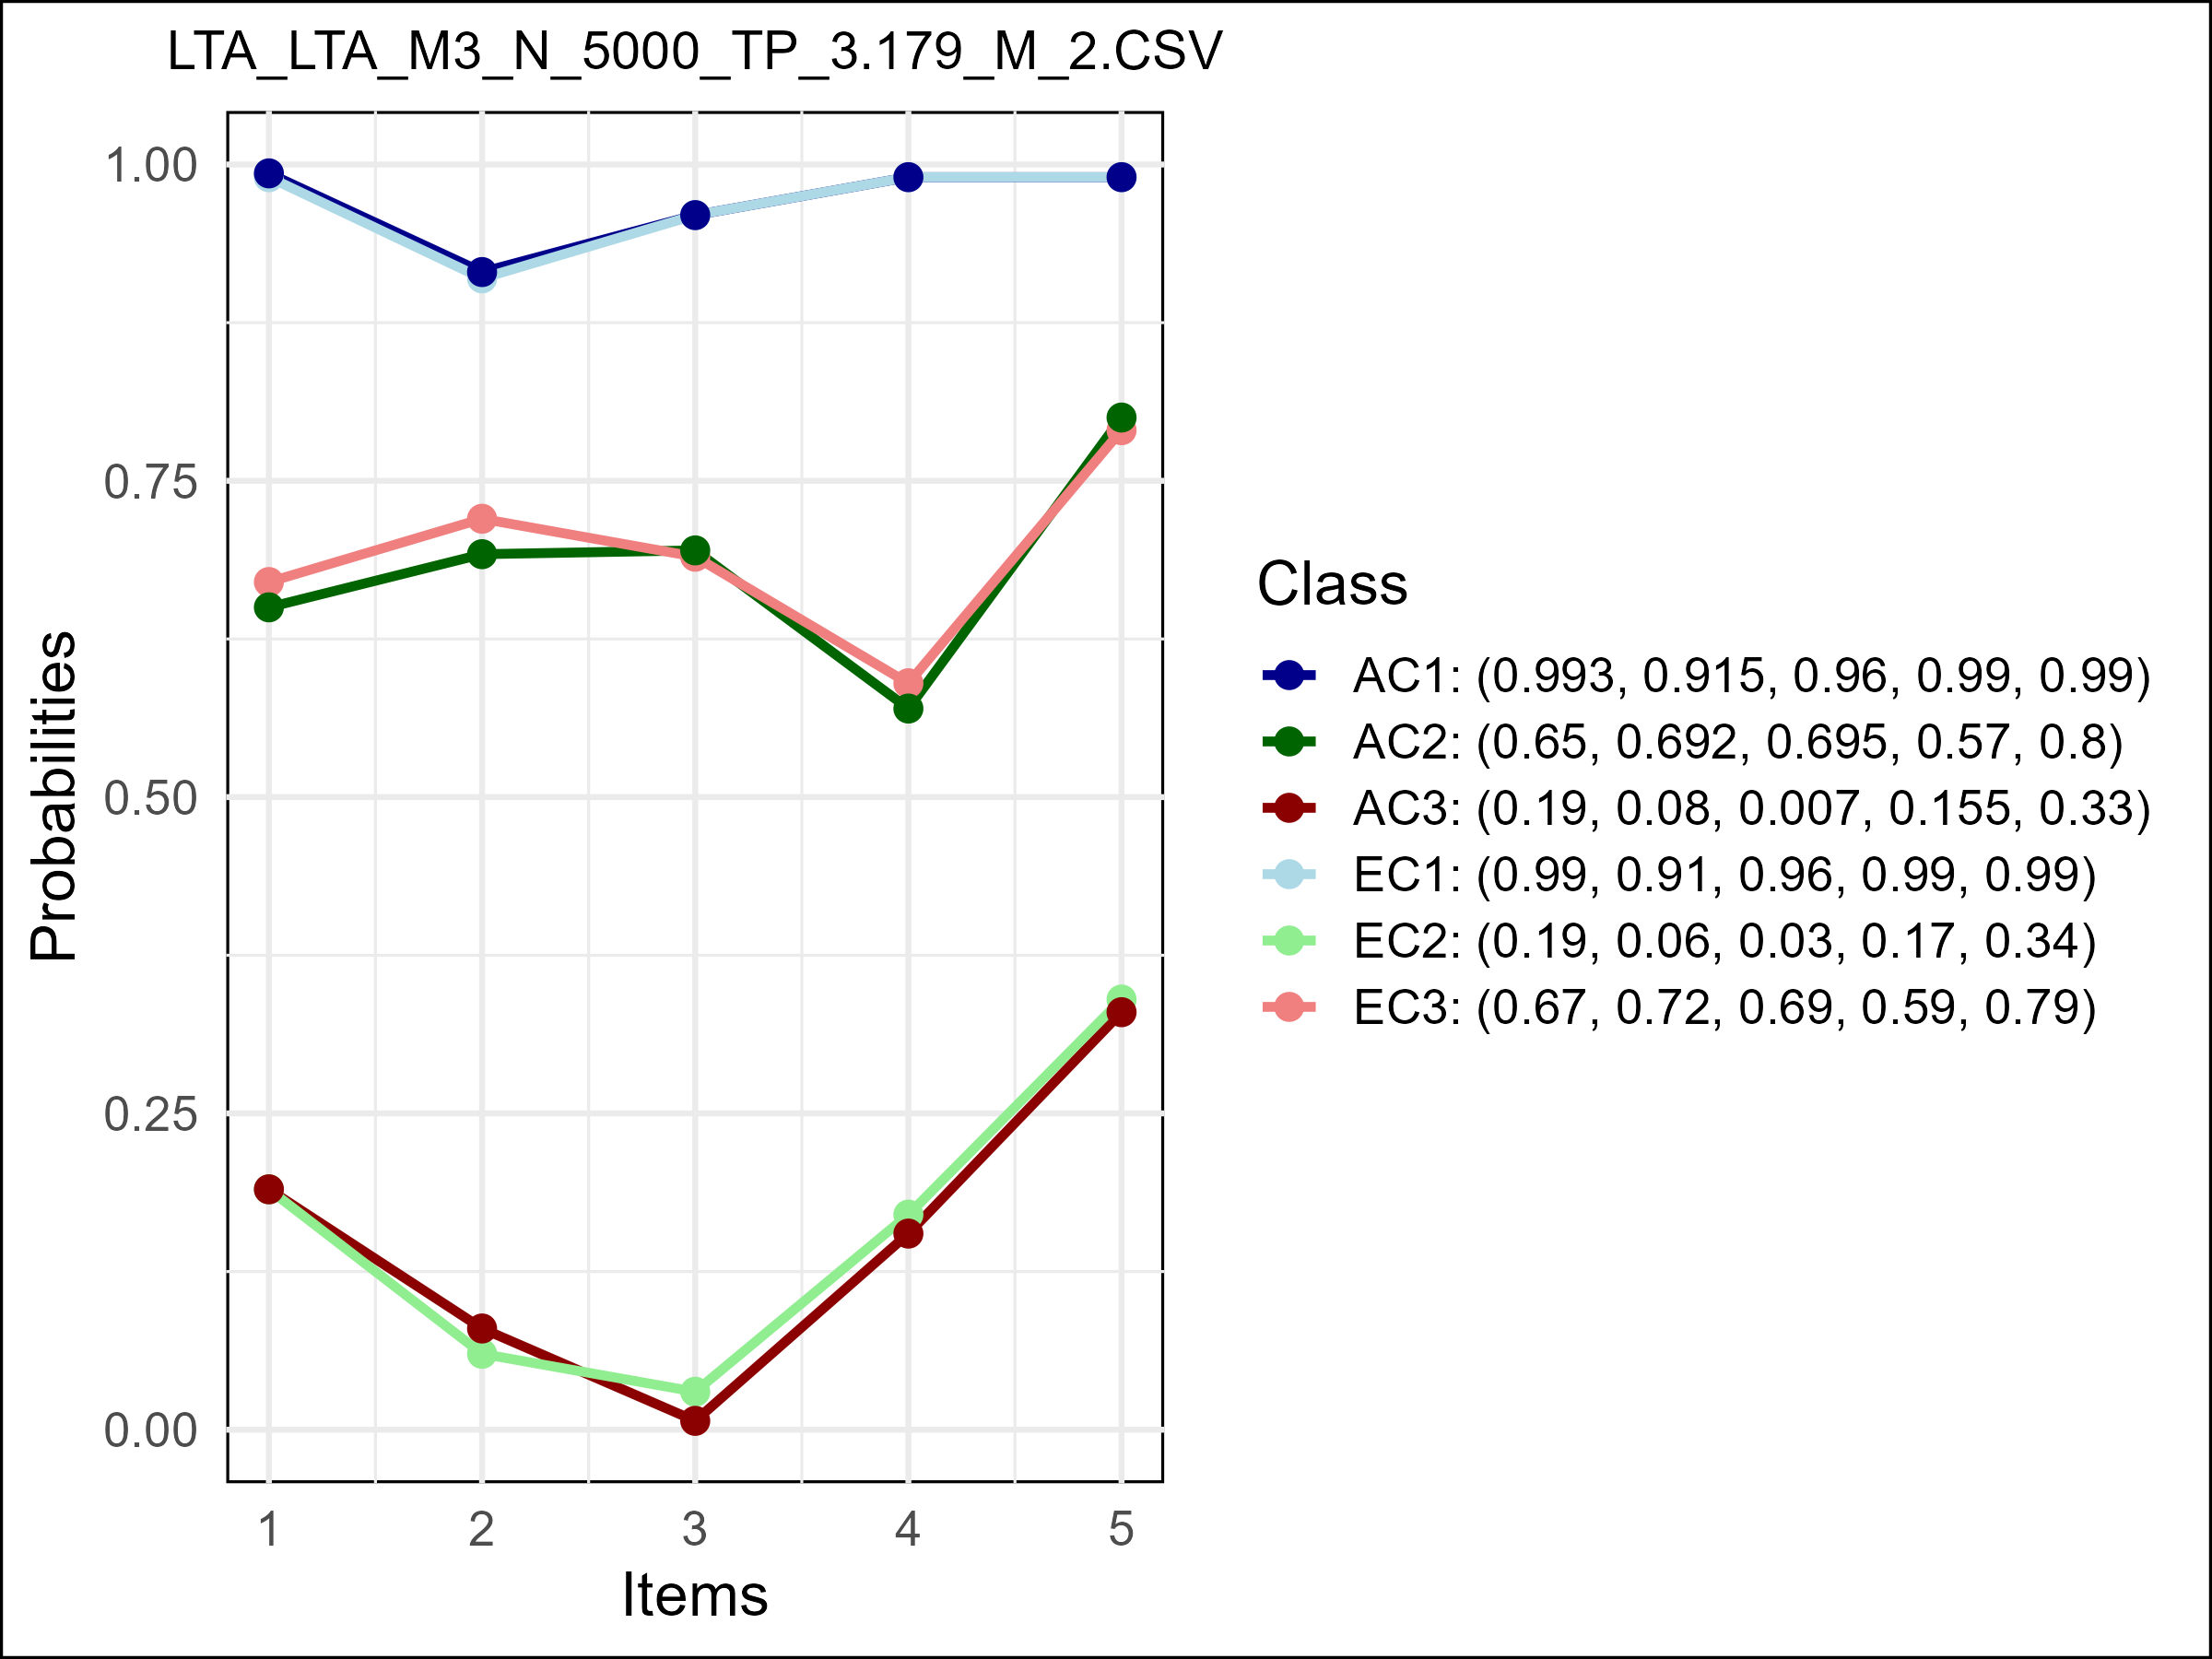 LTA_LTA_M3_N_5000_TP_3.179_M_2.CSV
1.00
0.75
0.50
0.25
0.00
Probabilities
1 2 3 4 5
Items
Class
AC1: (0.993, 0.915, 0.96, 0.99, 0.99)
AC2: (0.65, 0.692, 0.695, 0.57, 0.8)
AC3: (0.19, 0.08, 0.007, 0.155, 0.33)
EC1: (0.99, 0.91, 0.96, 0.99, 0.99)
EC2: (0.19, 0.06, 0.03, 0.17, 0.34)
EC3: (0.67, 0.72, 0.69, 0.59, 0.79)